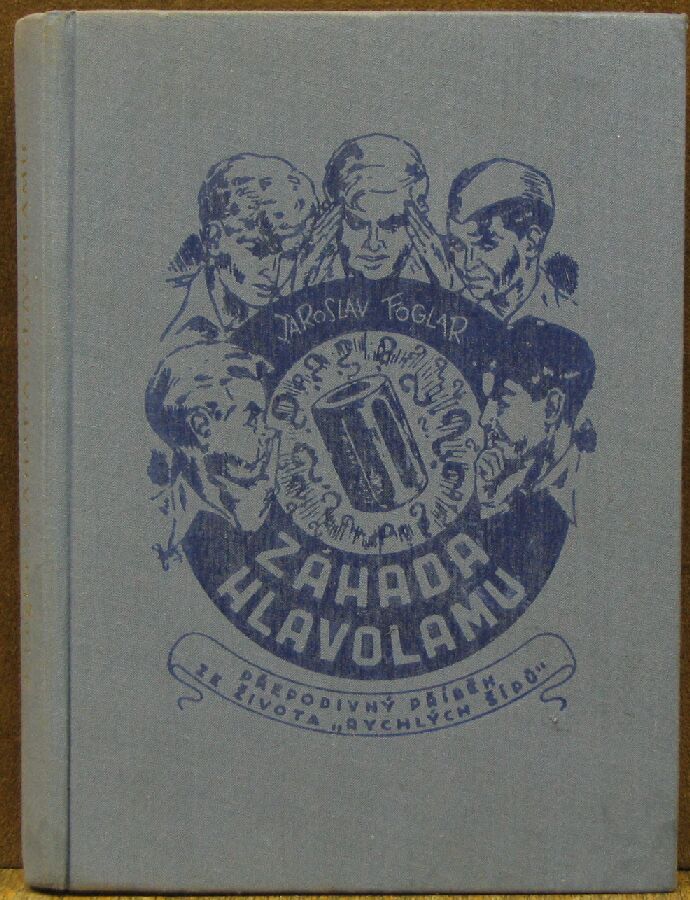 JAROSLAV FOGLAR
ZÁHADA
HLAVOLAMU
PŘEPODIVNÝ PŘÍBĚH
ZE ŽIVOTA „RYCHLÝCH ŠÍPŮ"